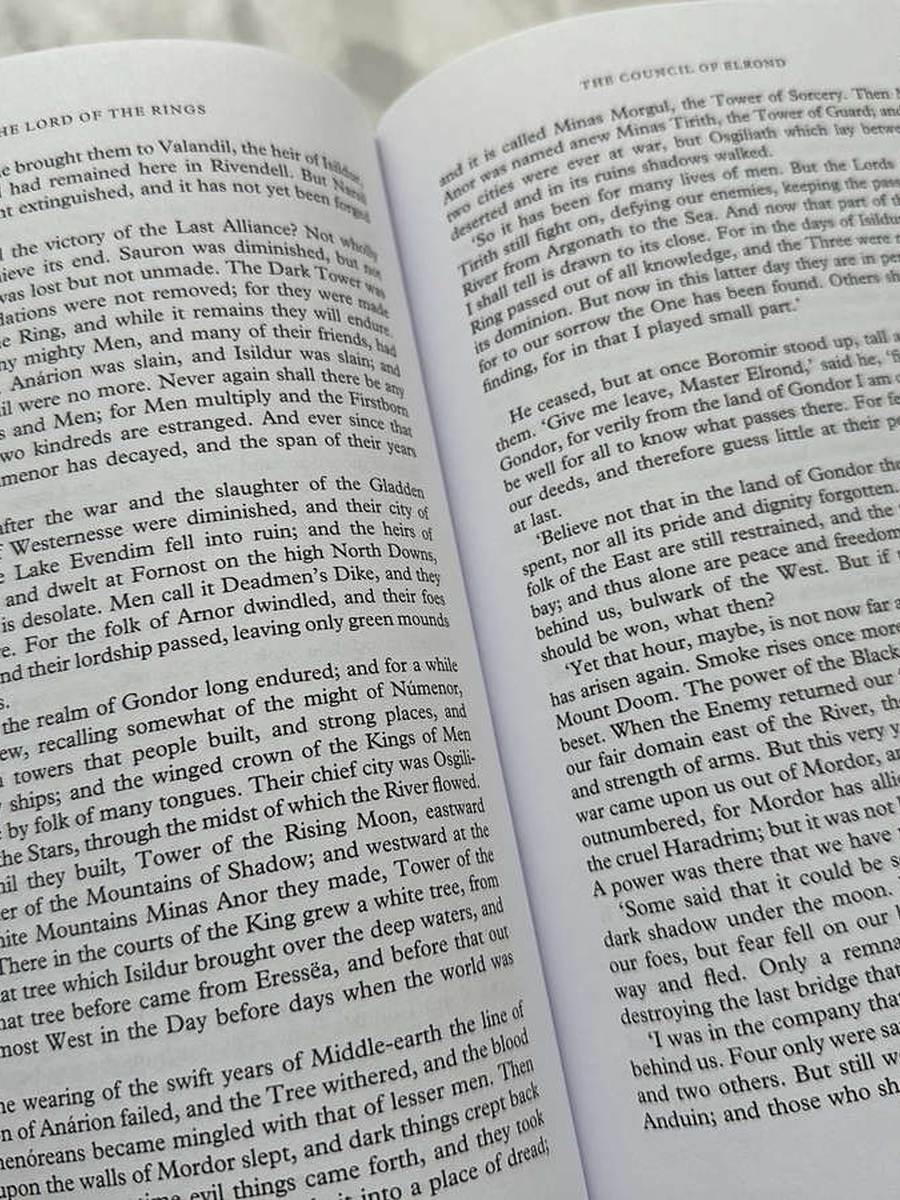 HE LORD OF THE RINGS
e brought them to Valandil, the heir of Isildur,
had remained here in Rivendell. But Narsil
nt extinguished, and it has not yet been forged
the victory of the Last Alliance? Not wholly
ieve its end. Sauron was diminished, but not
was lost but not unmade. The Dark Tower was
dations were not removed; for they were made
e Ring, and while it remains they will endure.
ny mighty Men, and many of their friends, had
Anárion was slain, and Isildur was slain; and
il were no more. Never again shall there be any
s and Men; for Men multiply and the Firstborn
wo kindreds are estranged. And ever since that
menor has decayed, and the span of their years
after the war and the slaughter of the Gladden
Westernesse were diminished, and their city of
e Lake Evendim fell into ruin; and the heirs of
and dwelt at Fornost on the high North Downs,
is desolate. Men call it Deadmen's Dike, and they
e. For the folk of Arnor dwindled, and their foes
nd their lordship passed, leaving only green mounds
s.
the realm of Gondor long endured; and for a while
ew, recalling somewhat of the might of Númenor,
towers that people built, and strong places, and
ships; and the winged crown of the Kings of Men
by folk of many tongues. Their chief city was Osgili-
he Stars, through the midst of which the River flowed.
hil they built, Tower of the Rising Moon, eastward
er of the Mountains of Shadow; and westward at the
hite Mountains Minas Anor they made, Tower of the
There in the courts of the King grew a white tree, from
at tree which Isildur brought over the deep waters, and
hat tree before came from Eressëa, and before that out
most West in the Day before days when the world was
he wearing of the swift years of Middle-earth the line of
n of Anárion failed, and the Tree withered, and the blood
menóreans became mingled with that of lesser men. Then
upon the walls of Mordor slept, and dark things crept back
time evil things came forth, and they took
it into a place of dread;
THE COUNCIL OF ELROND
and it is called Minas Morgul, the Tower of Sorcery. Then M
Anor was named anew Minas Tirith, the Tower of Guard; and
two cities were ever at war, but Osgiliath which lay betwe
deserted and in its ruins shadows walked.
'So it has been for many lives of men. But the Lords
Tirith still fight on, defying our enemies, keeping the pass
River from Argonath to the Sea. And now that part of th
I shall tell is drawn to its close. For in the days of Isildu
Ring passed out of all knowledge, and the Three were r
its dominion. But now in this latter day they are in per
for to our sorrow the One has been found. Others sh
finding, for in that I played small part.'
He ceased, but at once Boromir stood up, tall a
them. 'Give me leave, Master Elrond,' said he, 'fi
Gondor, for verily from the land of Gondor I am c
be well for all to know what passes there. For fe
our deeds, and therefore guess little at their pe
at last.
'Believe not that in the land of Gondor the
spent, nor all its pride and dignity forgotten.
folk of the East are still restrained, and the
bay; and thus alone are peace and freedom
behind us, bulwark of the West. But if
should be won, what then?
'Yet that hour, maybe, is not now far a
has arisen again. Smoke rises once more
Mount Doom. The power of the Black
beset. When the Enemy returned our
our fair domain east of the River, th
and strength of arms. But this very y
war came upon us out of Mordor, a
outnumbered, for Mordor has allie
the cruel Haradrim; but it was not
A power was there that we have
'Some said that it could be s
dark shadow under the moon.
our foes, but fear fell on our
way and fled. Only a remna
destroying the last bridge that
'I was in the company tha
behind us. Four only were sa
and two others. But still w
Anduin; and those who sh